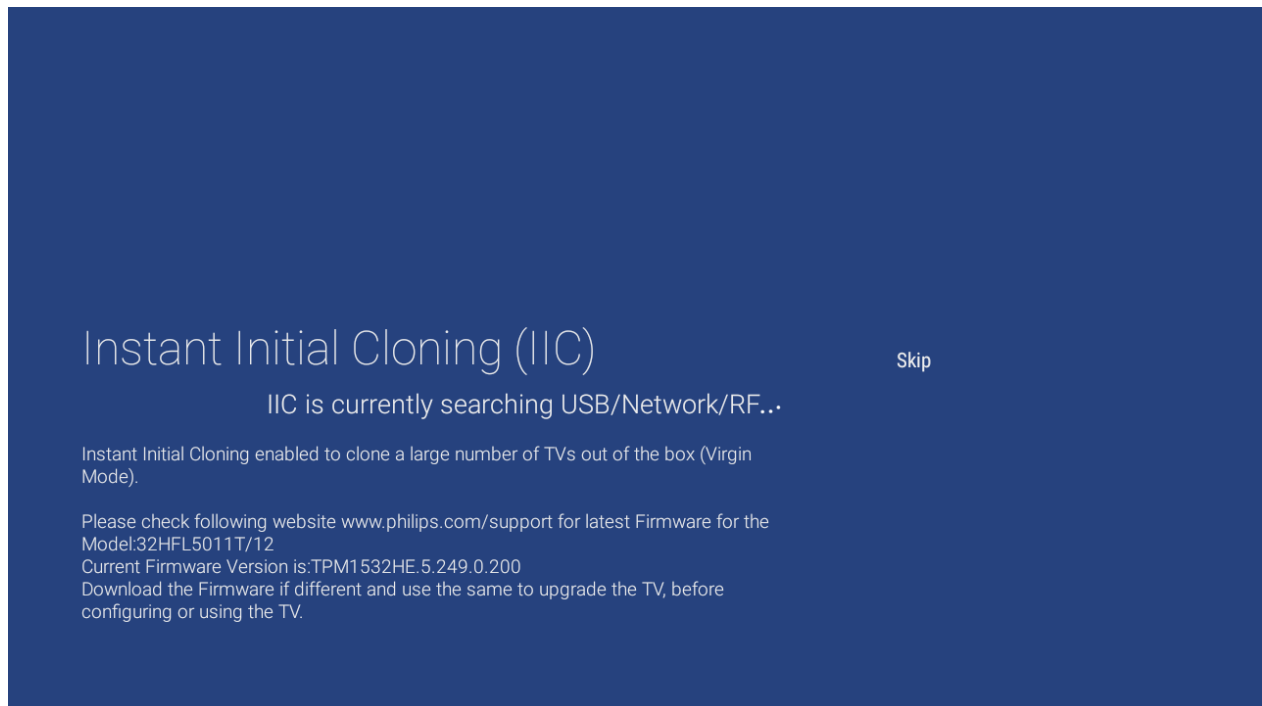 Instant Initial Cloning (IIC)
Skip
IIC is currently searching USB/Network/RF...
Instant Initial Cloning enabled to clone a large number of TVs out of the box (Virgin
Mode).
Please check following website www.philips.com/support for latest Firmware for the
Model:32HFL5011T/12
Current Firmware Version is:TPM1532HE.5.249.0.200
Download the Firmware if different and use the same to upgrade the TV, before
configuring or using the TV.